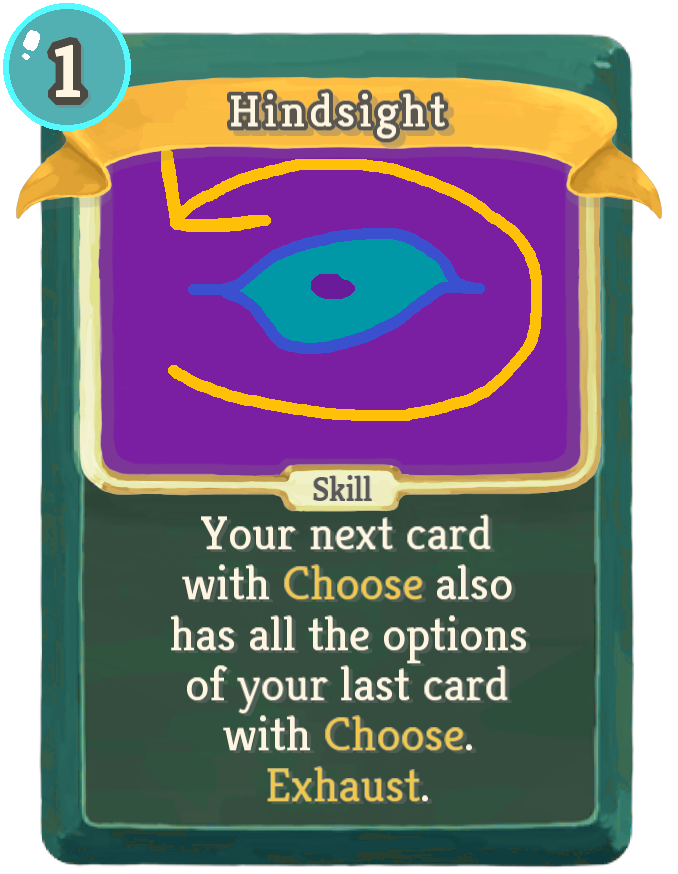 1
Hindsight
Skill
Your next card
with Choose also
has all the options
of your last card
with Choose.
Exhaust.